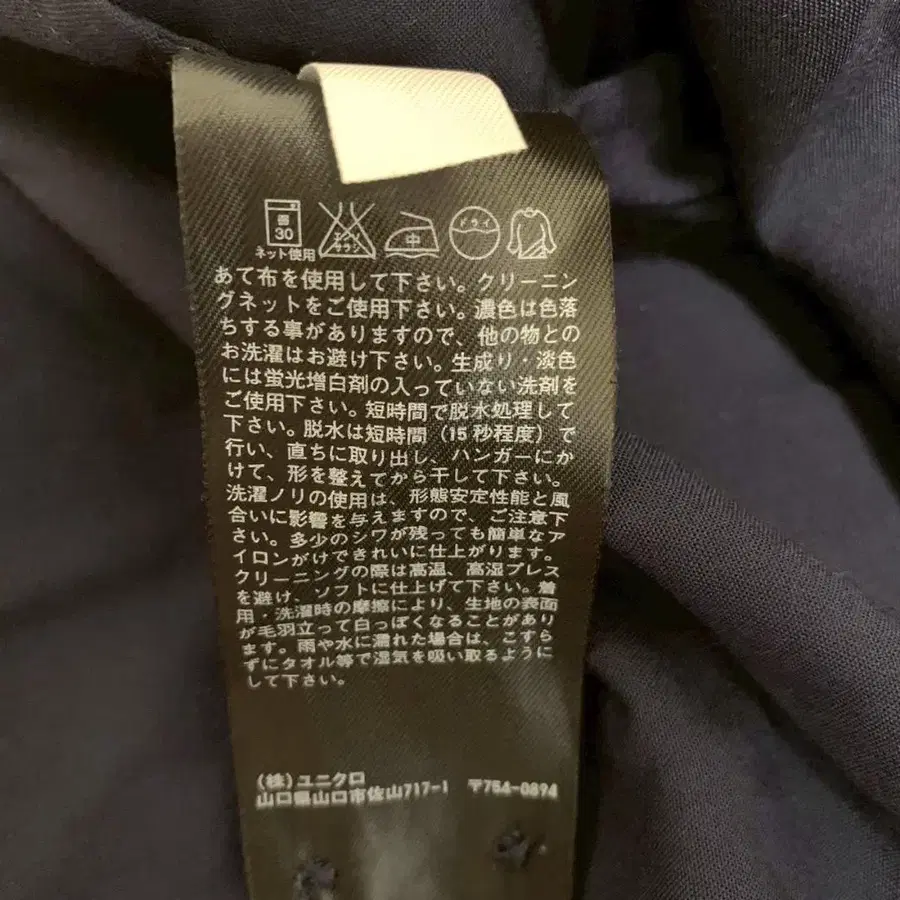 弱
30
ネット使用
エンソ
サラシ
中
ドライ
あて布を使用して下さい。クリーニン
グネットをご使用下さい。濃色は色落
ちする事がありますので、他の物との
お洗濯はお避け下さい。生成り・淡色
には蛍光増白剤の入っていない洗剤を
ご使用下さい。短時間で脱水処理して
下さい。脱水は短時間(15秒程度)で
行い、直ちに取り出し、ハンガーにか
けて、形を整えてから干して下さい。
洗濯ノリの使用は、形態安定性能と風
合いに影響を与えますので、ご注意下
さい。多少のシワが残っても簡単なア
イロンがけできれいに仕上がります。
クリーニングの際は高温、高湿プレス
を避け、ソフトに仕上げて下さい。着
用・洗濯時の摩擦により、生地の表面
が毛羽立って白っぽくなることがあり
ます。雨や水に濡れた場合は、こすら
ずにタオル等で湿気を吸い取るように
して下さい。
(株)ユニクロ
山口県山口市佐山717-1 〒754-0894